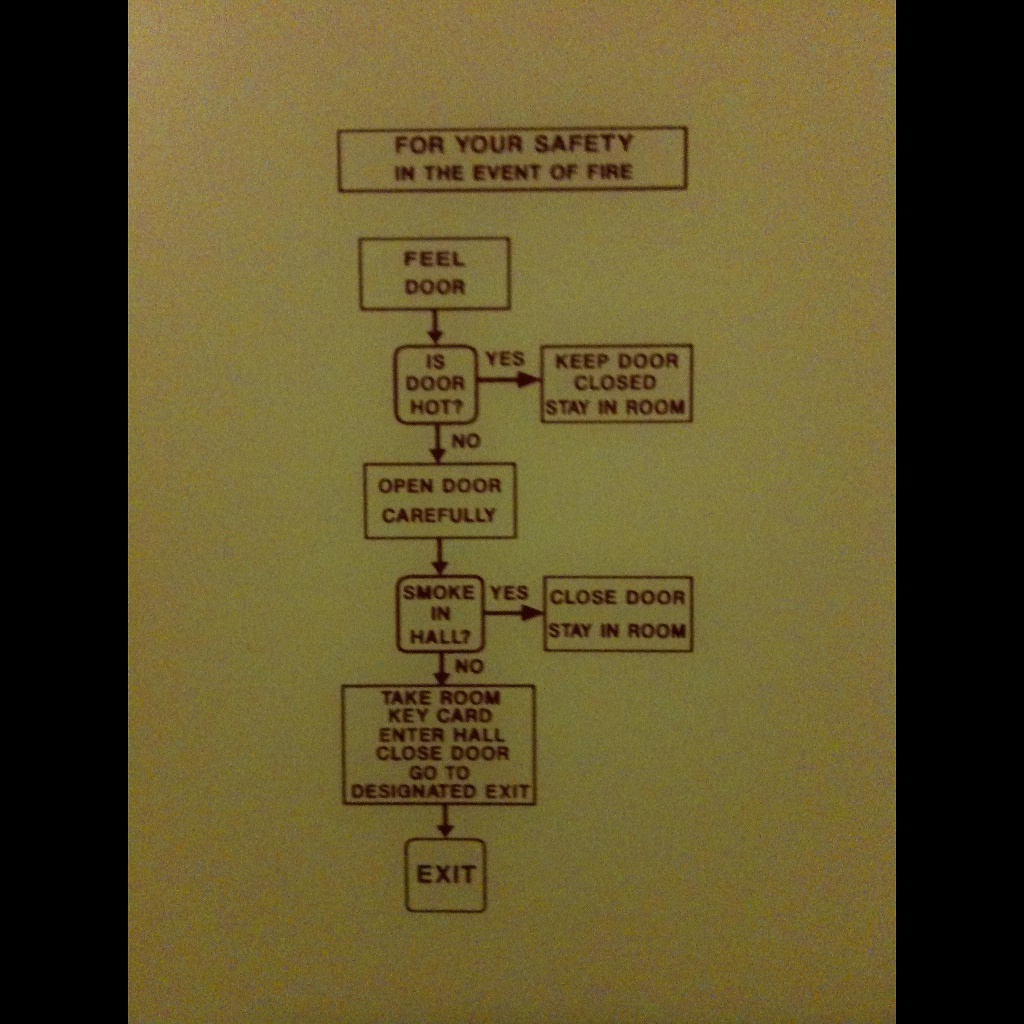 FOR YOUR SAFETY
IN THE EVENT OF FIRE
FEEL
DOOR
IS
DOOR
HOT?
YES
KEEP DOOR
CLOSED
STAY IN ROOM
NO
OPEN DOOR
CAREFULLY
SMOKE
IN
HALL?
YES
CLOSE DOOR
STAY IN ROOM
NO
TAKE ROOM
KEY CARD
ENTER HALL
CLOSE DOOR
GO TO
DESIGNATED EXIT
EXIT